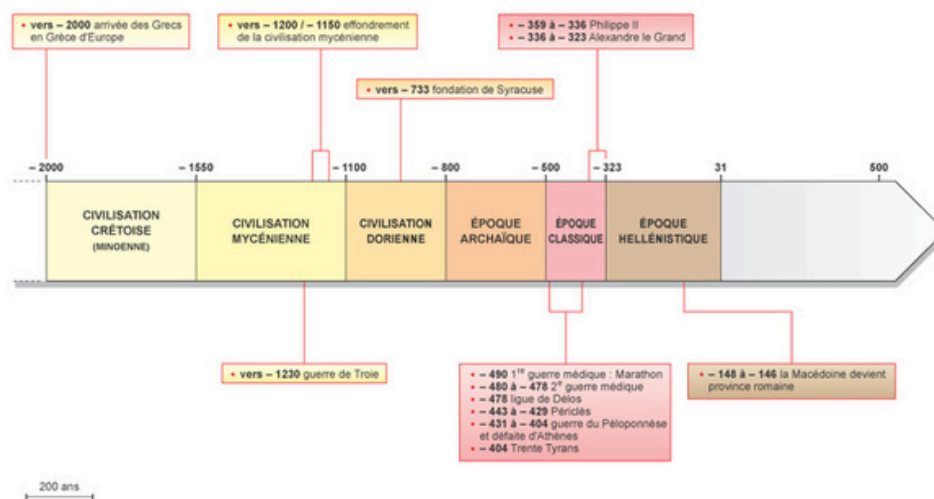 • vers – 2000 arrivée des Grecs
en Grèce d'Europe
• vers – 1200 / – 1150 effondrement
de la civilisation mycénienne
• – 359 à – 336 Philippe II
• – 336 à – 323 Alexandre le Grand
• vers – 733 fondation de Syracuse
– 2000
– 1550
– 1100
– 800
– 500
– 323
31
500
CIVILISATION
CRÉTOISE
(MINOENNE)
CIVILISATION
MYCÉNIENNE
CIVILISATION
DORIENNE
ÉPOQUE
ARCHAÏQUE
ÉPOQUE
CLASSIQUE
ÉPOQUE
HELLÉNISTIQUE
• vers – 1230 guerre de Troie
• – 490 1re guerre médique : Marathon
• – 480 à – 478 2e guerre médique
• – 478 ligue de Délos
• – 443 à – 429 Périclès
• – 431 à – 404 guerre du Péloponnèse
et défaite d'Athènes
• – 404 Trente Tyrans
• – 148 à – 146 la Macédoine devient
province romaine
200 ans